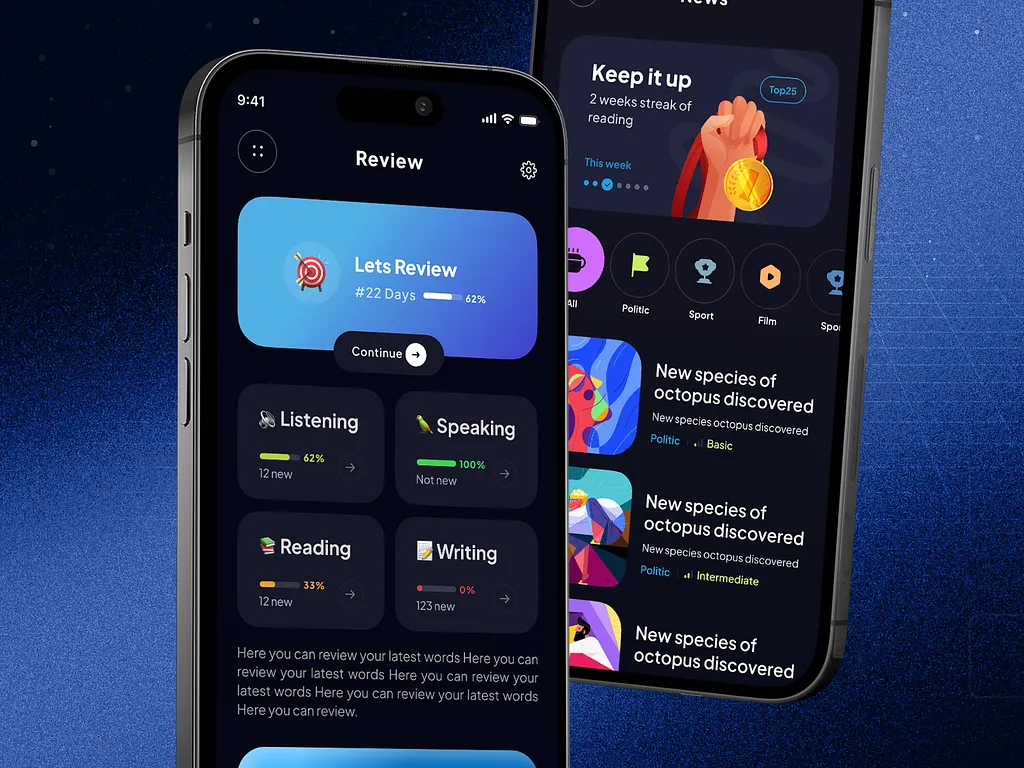 9:41
Review
Lets Review
#22 Days 62%
Continue
Listening
62%
12 new
Speaking
100%
Not new
Reading
33%
12 new
Writing
0%
123 new
Here you can review your latest words Here you can
review your latest words Here you can review your
latest words Here you can review your latest words
Here you can review.
News
Keep it up
2 weeks streak of
reading
Top25
This week
All
Politic
Sport
Film
Spor
New species of
octopus discovered
New species octopus discovered
Politic Basic
New species of
octopus discovered
New species octopus discovered
Politic Intermediate
New species of
octopus discovered